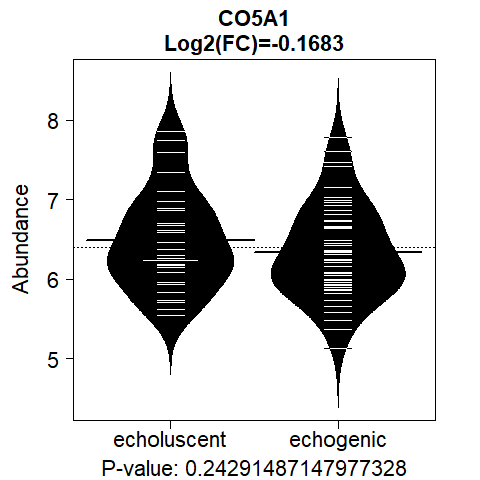 CO5A1
Log2(FC)=-0.1683
Abundance
8
7
6
5
echoluscent echogenic
P-value: 0.24291487147977328